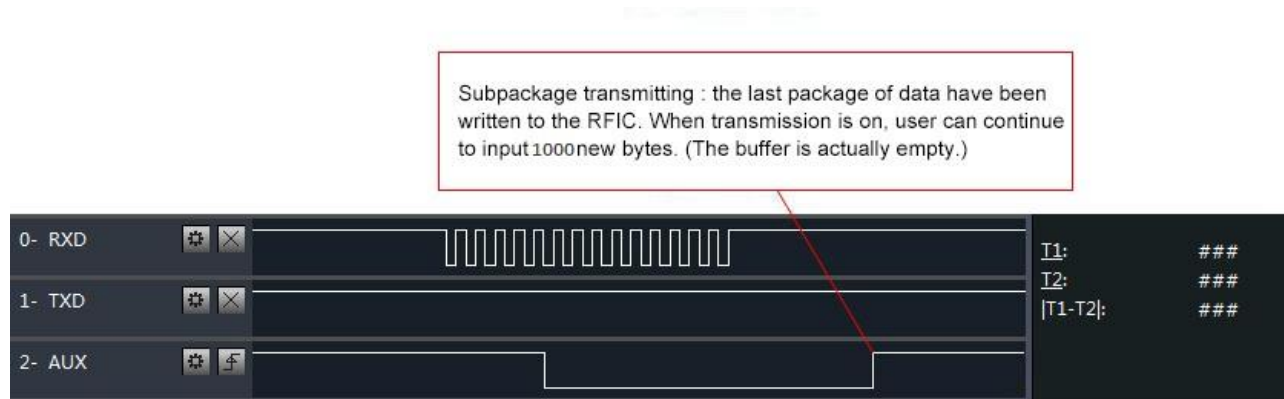 Subpackage transmitting : the last package of data have been
written to the RFIC. When transmission is on, user can continue
to input 1000 new bytes. (The buffer is actually empty.)
0- RXD
T1: ###
T2: ###
1- TXD
|T1-T2|: ###
2- AUX